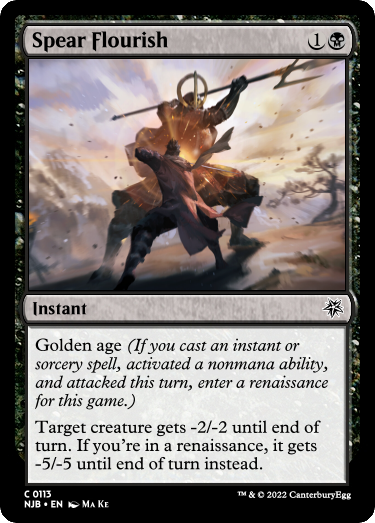 Spear Flourish 1
Instant
Golden age (If you cast an instant or
sorcery spell, activated a nonmana ability,
and attacked this turn, enter a renaissance
for this game.)
Target creature gets -2/-2 until end of
turn. If you're in a renaissance, it gets
-5/-5 until end of turn instead.
C 0113
NJB • EN Ma Ke
™ & © 2022 CanterburyEgg